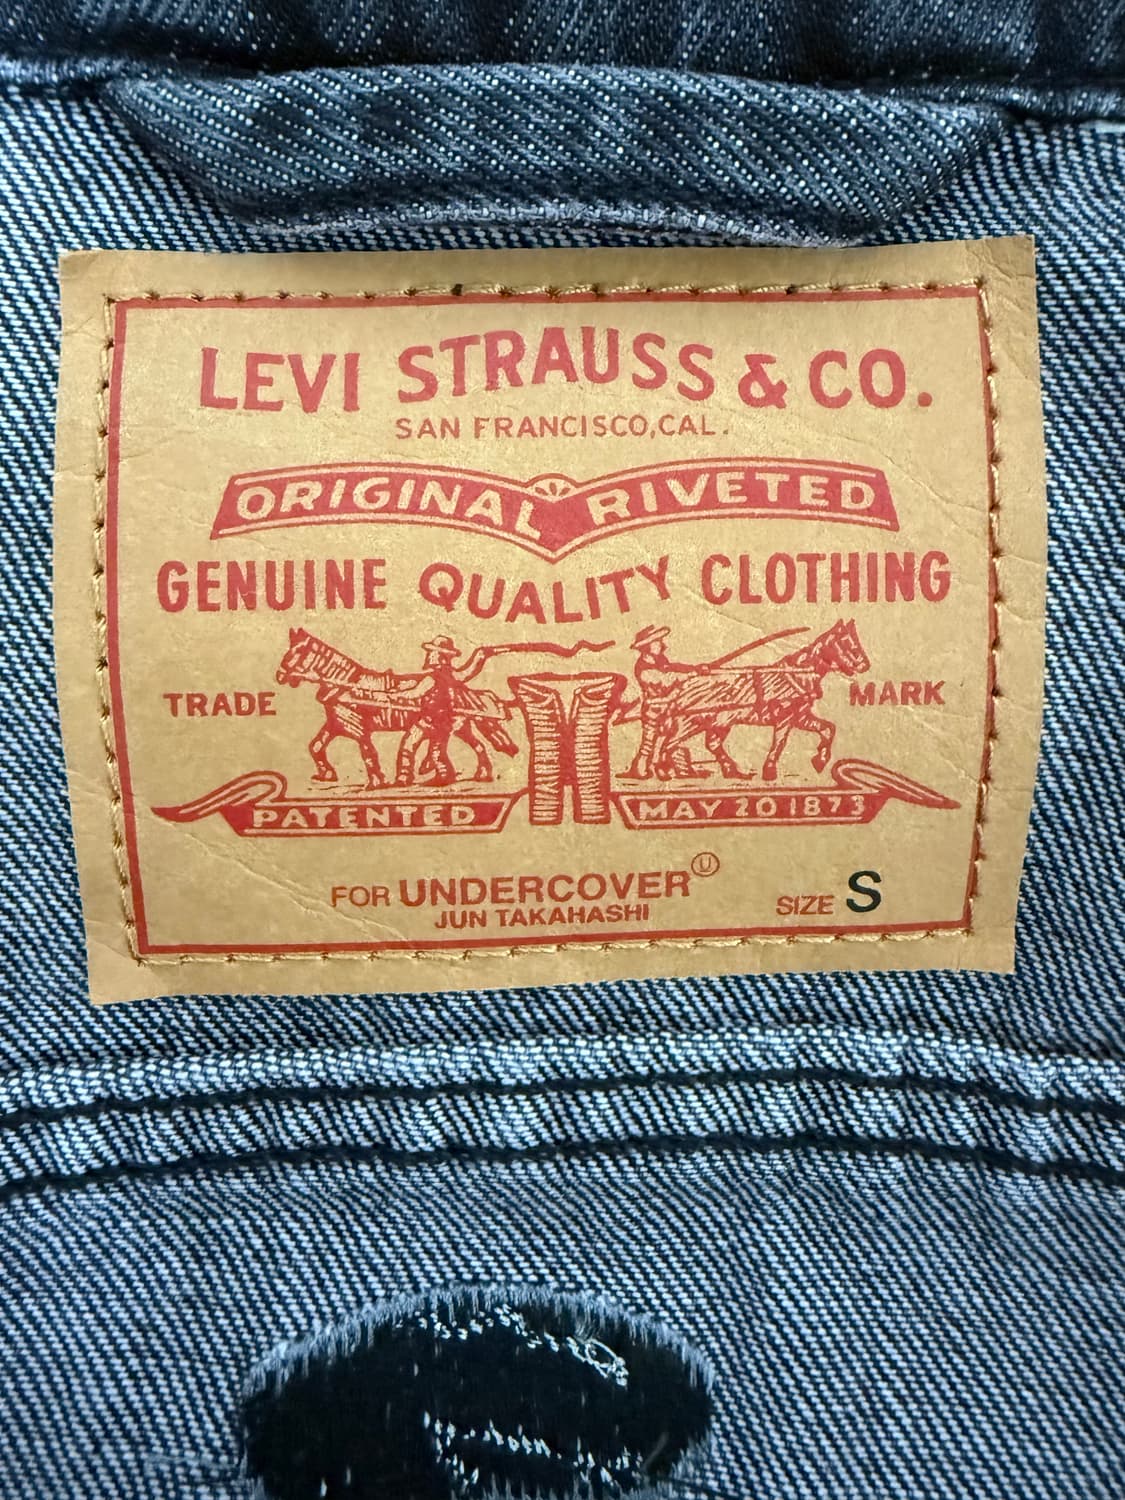 LEVI STRAUSS & CO.
SAN FRANCISCO, CAL.
ORIGINAL RIVETED
GENUINE QUALITY CLOTHING
TRADE MARK
PATENTED MAY 20 1873
FOR UNDERCOVER Ⓤ
JUN TAKAHASHI
SIZE S